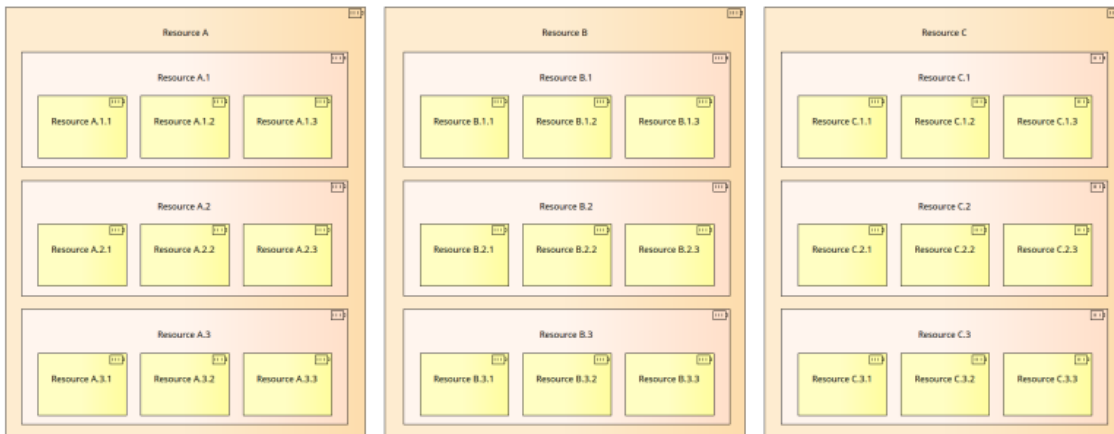 Resource A
Resource A.1
Resource A.1.1 Resource A.1.2 Resource A.1.3
Resource A.2
Resource A.2.1 Resource A.2.2 Resource A.2.3
Resource A.3
Resource A.3.1 Resource A.3.2 Resource A.3.3
Resource B
Resource B.1
Resource B.1.1 Resource B.1.2 Resource B.1.3
Resource B.2
Resource B.2.1 Resource B.2.2 Resource B.2.3
Resource B.3
Resource B.3.1 Resource B.3.2 Resource B.3.3
Resource C
Resource C.1
Resource C.1.1 Resource C.1.2 Resource C.1.3
Resource C.2
Resource C.2.1 Resource C.2.2 Resource C.2.3
Resource C.3
Resource C.3.1 Resource C.3.2 Resource C.3.3